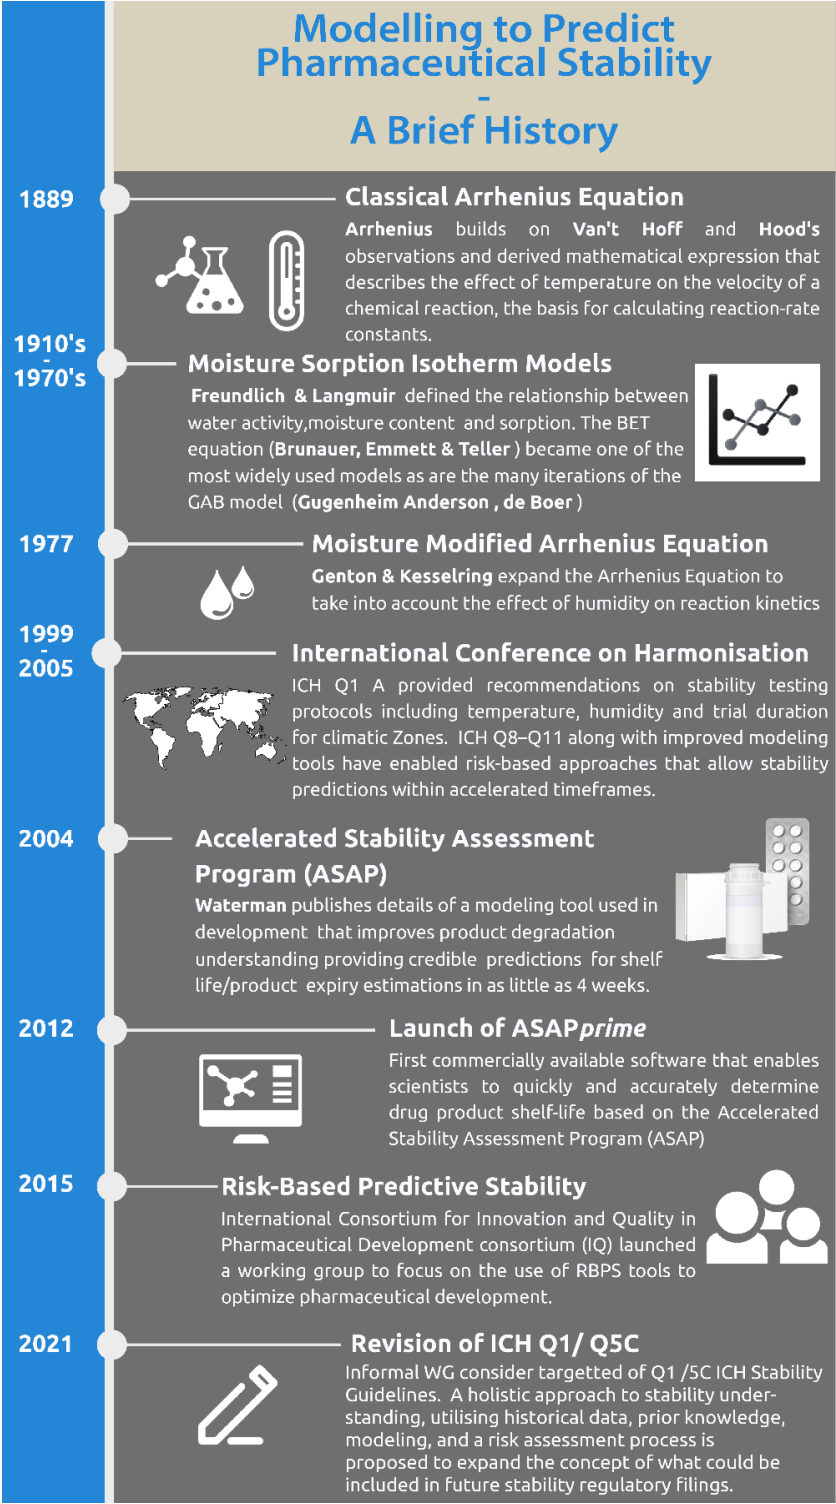 Modelling to Predict
Pharmaceutical Stability
-
A Brief History
1889
Classical Arrhenius Equation
Arrhenius builds on Van't Hoff and Hood's
observations and derived mathematical expression that
describes the effect of temperature on the velocity of a
chemical reaction, the basis for calculating reaction-rate
constants.
1910's
-
1970's
Moisture Sorption Isotherm Models
Freundlich & Langmuir defined the relationship between
water activity,moisture content and sorption. The BET
equation (Brunauer, Emmett & Teller ) became one of the
most widely used models as are the many iterations of the
GAB model (Gugenheim Anderson , de Boer )
1977
Moisture Modified Arrhenius Equation
Genton & Kesselring expand the Arrhenius Equation to
take into account the effect of humidity on reaction kinetics
1999
-
2005
International Conference on Harmonisation
ICH Q1 A provided recommendations on stability testing
protocols including temperature, humidity and trial duration
for climatic Zones. ICH Q8–Q11 along with improved modeling
tools have enabled risk-based approaches that allow stability
predictions within accelerated timeframes.
2004
Accelerated Stability Assessment
Program (ASAP)
Waterman publishes details of a modeling tool used in
development that improves product degradation
understanding providing credible predictions for shelf
life/product expiry estimations in as little as 4 weeks.
2012
Launch of ASAPprime
First commercially available software that enables
scientists to quickly and accurately determine
drug product shelf-life based on the Accelerated
Stability Assessment Program (ASAP)
2015
Risk-Based Predictive Stability
International Consortium for Innovation and Quality in
Pharmaceutical Development consortium (IQ) launched
a working group to focus on the use of RBPS tools to
optimize pharmaceutical development.
2021
Revision of ICH Q1/ Q5C
Informal WG consider targetted of Q1 /5C ICH Stability
Guidelines. A holistic approach to stability under-
standing, utilising historical data, prior knowledge,
modeling, and a risk assessment process is
proposed to expand the concept of what could be
included in future stability regulatory filings.